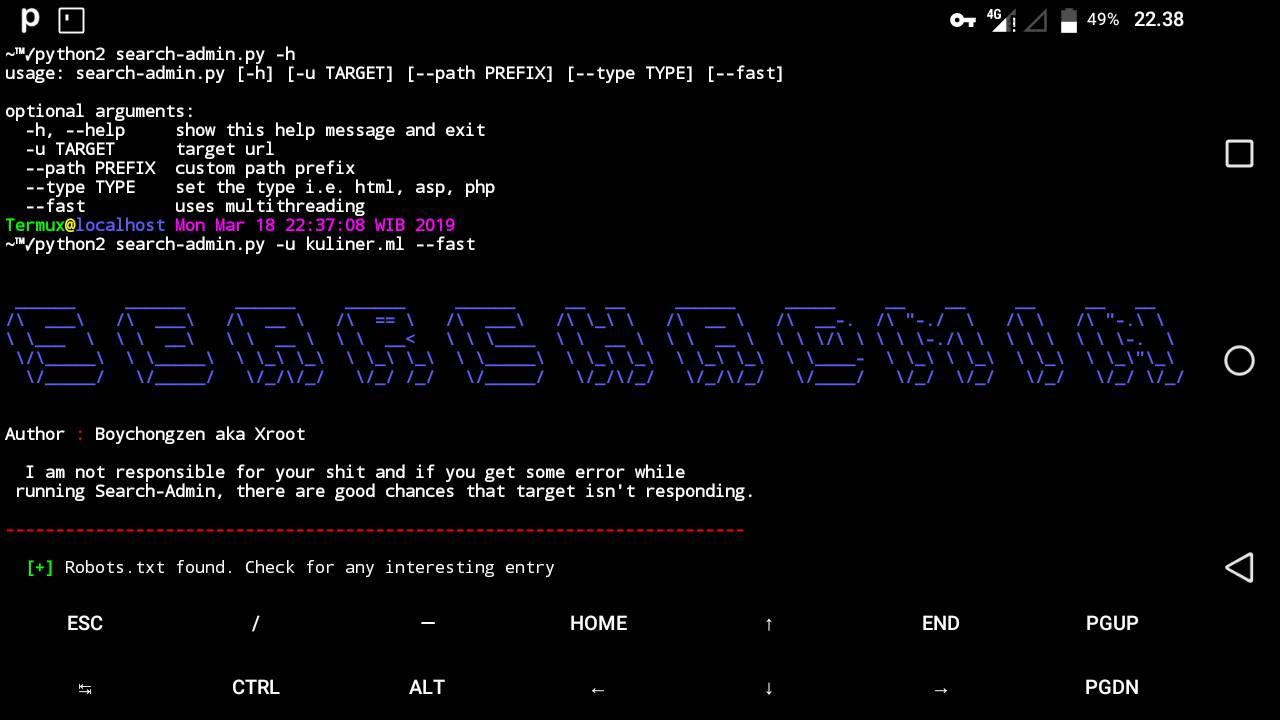 p 4G 49% 22.38
~™✓/python2 search-admin.py -h
usage: search-admin.py [-h] [-u TARGET] [--path PREFIX] [--type TYPE] [--fast]
optional arguments:
-h, --help show this help message and exit
-u TARGET target url
--path PREFIX custom path prefix
--type TYPE set the type i.e. html, asp, php
--fast uses multithreading
Termux@localhost Mon Mar 18 22:37:08 WIB 2019
~™✓/python2 search-admin.py -u kuliner.ml --fast
SEARCHADMIN
Author : Boychongzen aka Xroot
I am not responsible for your shit and if you get some error while
running Search-Admin, there are good chances that target isn't responding.
--------------------------------------------------------------------------
[+] Robots.txt found. Check for any interesting entry
ESC / — HOME ↑ END PGUP
↹ CTRL ALT ← ↓ → PGDN